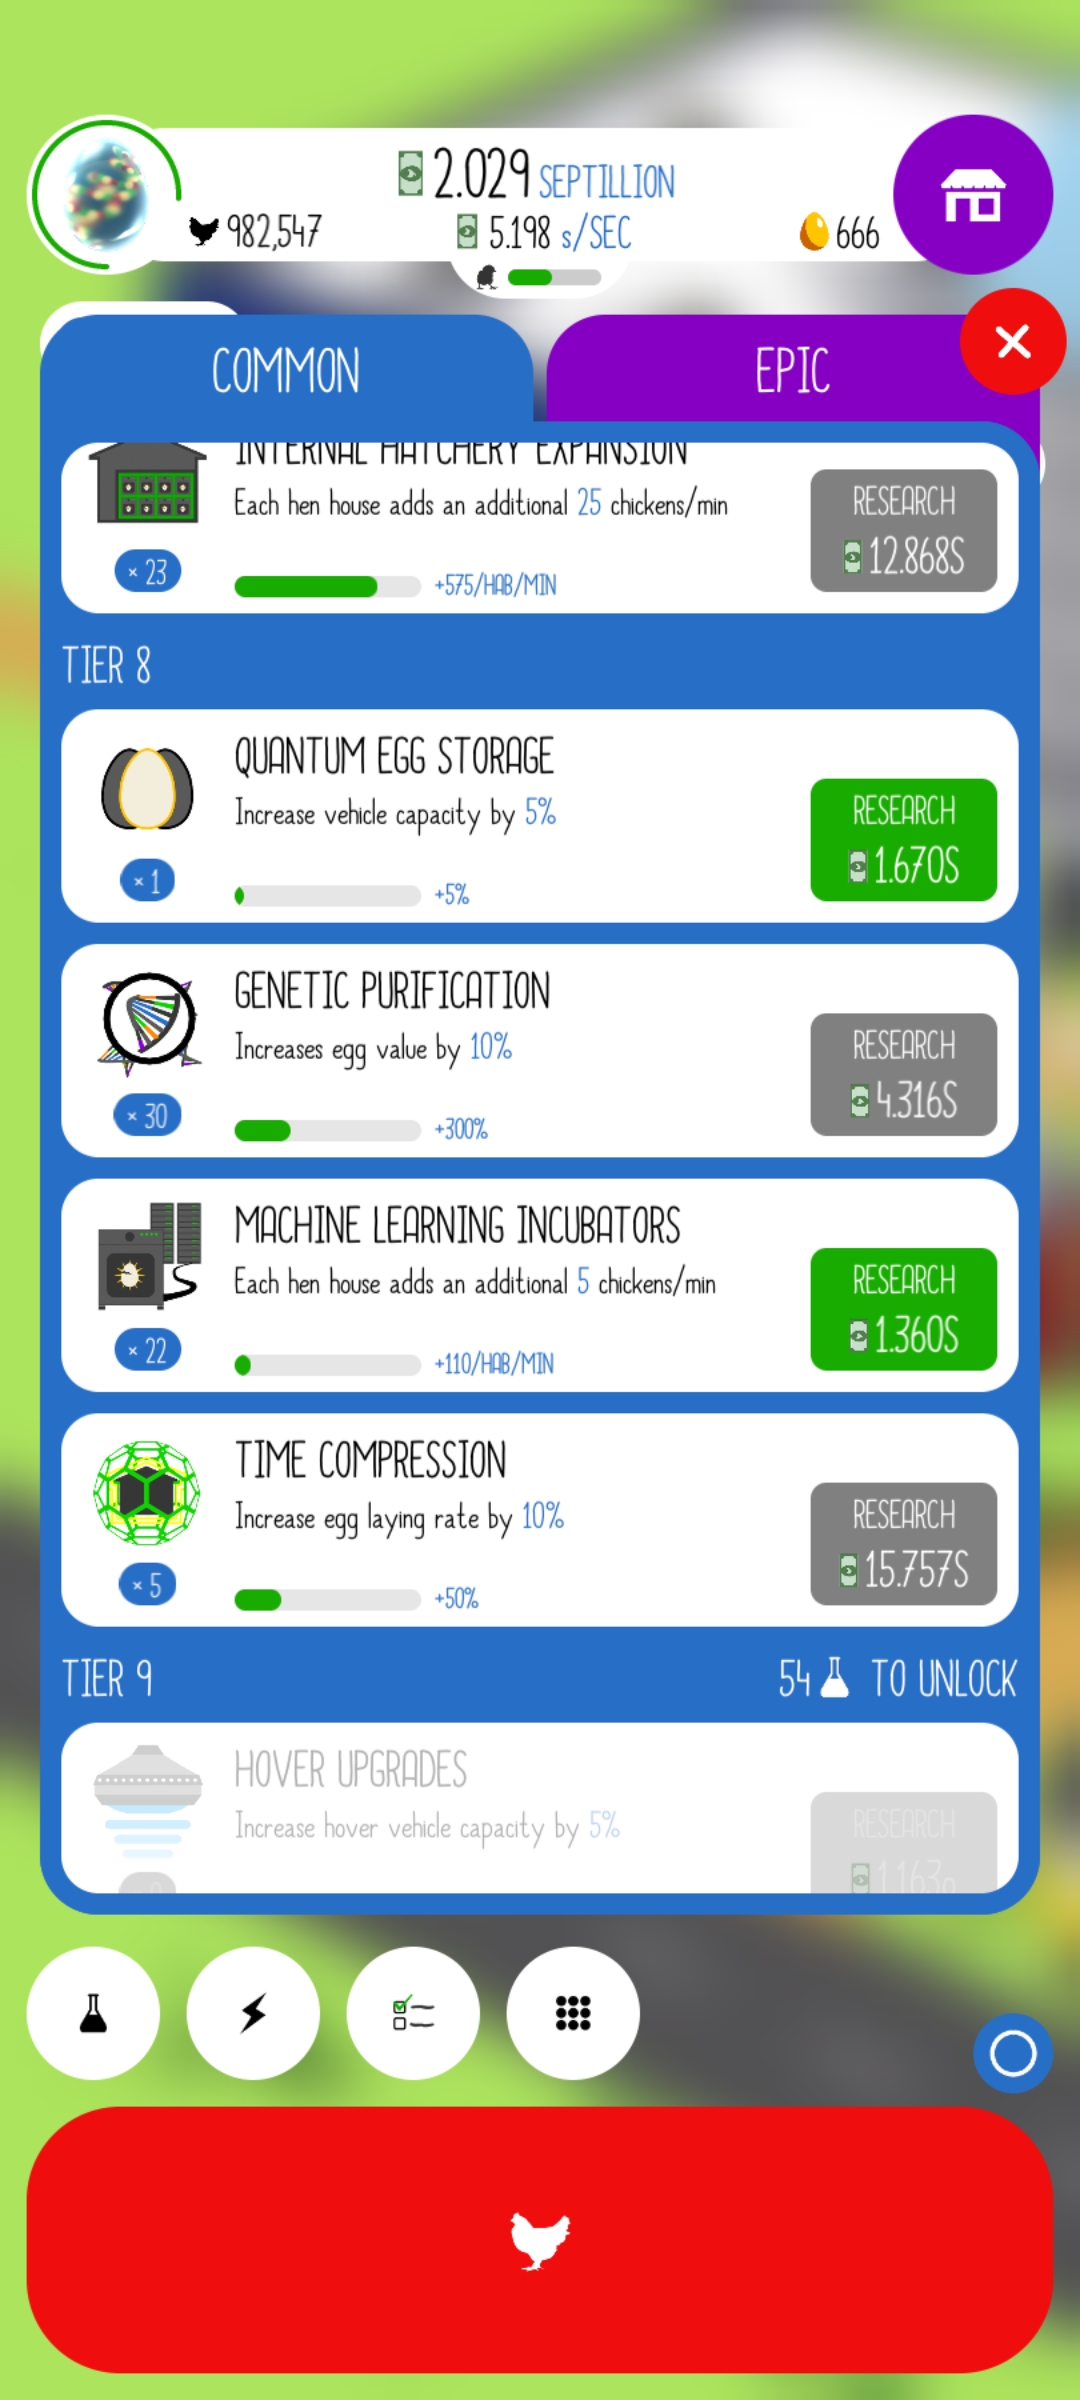 2.029 SEPTILLION
982,547
5.198 s/SEC
666
COMMON
EPIC
INTERNAL HATCHERY EXPANSION
Each hen house adds an additional 25 chickens/min
RESEARCH
12.868S
× 23
+575/HAB/MIN
TIER 8
QUANTUM EGG STORAGE
Increase vehicle capacity by 5%
RESEARCH
1.670S
× 1
+5%
GENETIC PURIFICATION
Increases egg value by 10%
RESEARCH
4.316S
× 30
+300%
MACHINE LEARNING INCUBATORS
Each hen house adds an additional 5 chickens/min
RESEARCH
1.360S
× 22
+110/HAB/MIN
TIME COMPRESSION
Increase egg laying rate by 10%
RESEARCH
15.757S
× 5
+50%
TIER 9
54 TO UNLOCK
HOVER UPGRADES
Increase hover vehicle capacity by 5%
RESEARCH